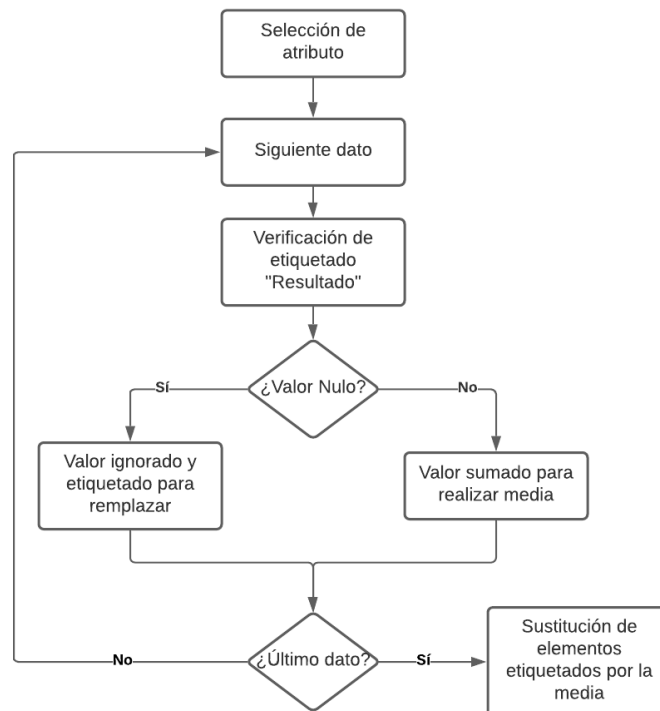 Selección de
atributo
Siguiente dato
Verificación de
etiquetado
"Resultado"
¿Valor Nulo?
Sí
No
Valor ignorado y
etiquetado para
remplazar
Valor sumado para
realizar media
¿Último dato?
No
Sí
Sustitución de
elementos
etiquetados por la
media